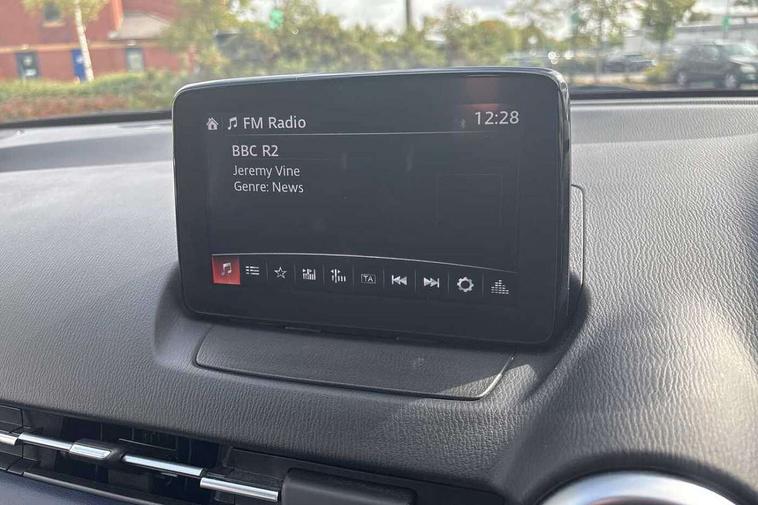 FM Radio 12:28
BBC R2
Jeremy Vine
Genre: News
TA